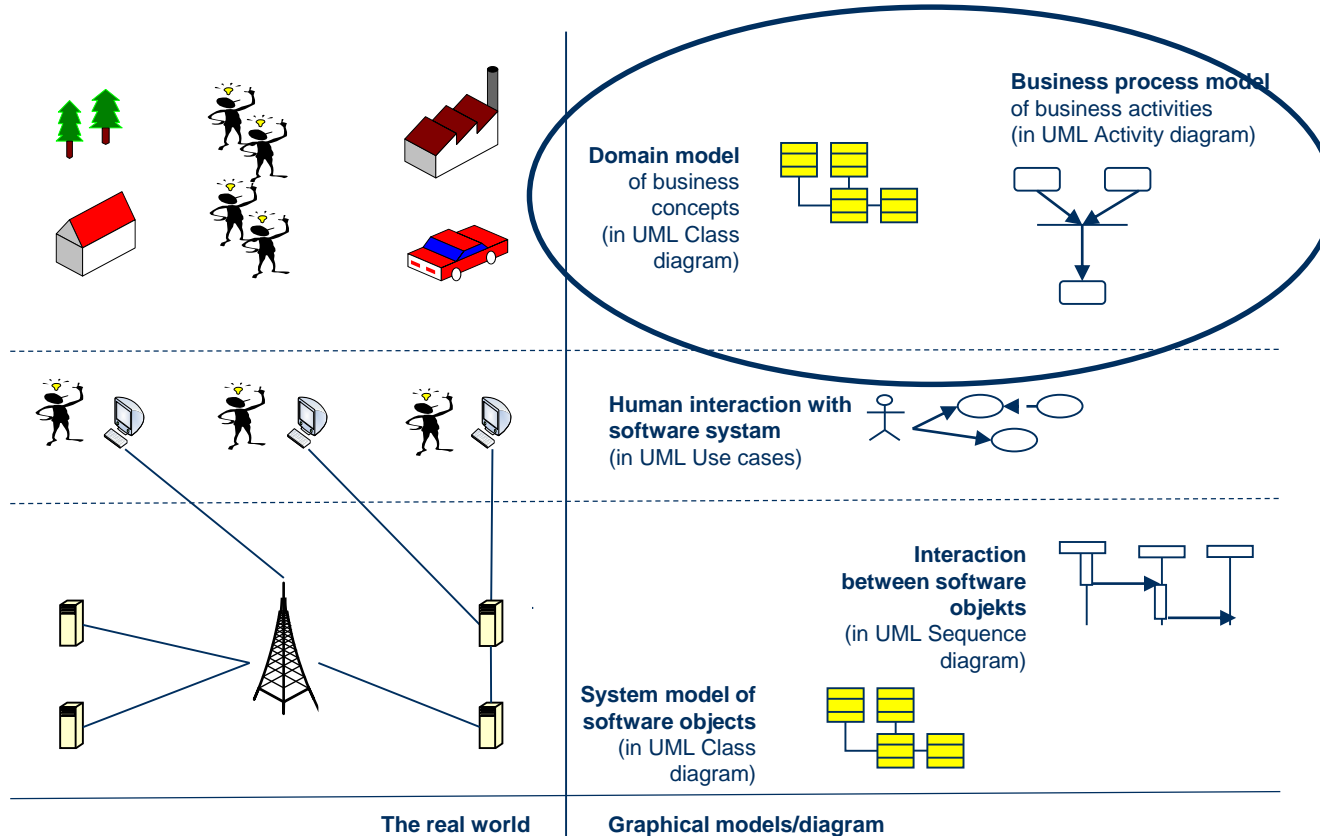 Business process model
of business activities
(in UML Activity diagram)
Domain model
of business
concepts
(in UML Class
diagram)
Human interaction with
software systam
(in UML Use cases)
Interaction
between software
objekts
(in UML Sequence
diagram)
System model of
software objects
(in UML Class
diagram)
The real world
Graphical models/diagram